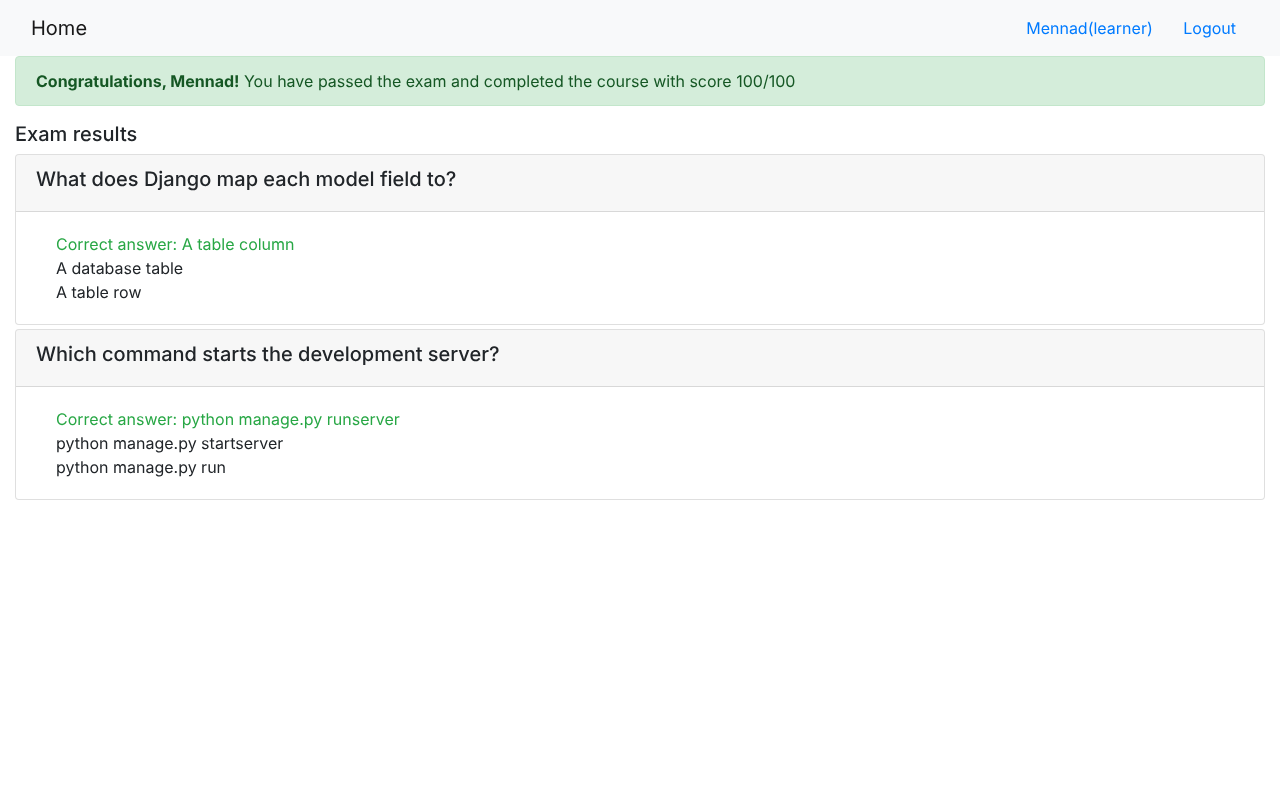 Home
Mennad(learner)
Logout
Congratulations, Mennad! You have passed the exam and completed the course with score 100/100
Exam results
What does Django map each model field to?
Correct answer: A table column
A database table
A table row
Which command starts the development server?
Correct answer: python manage.py runserver
python manage.py startserver
python manage.py run